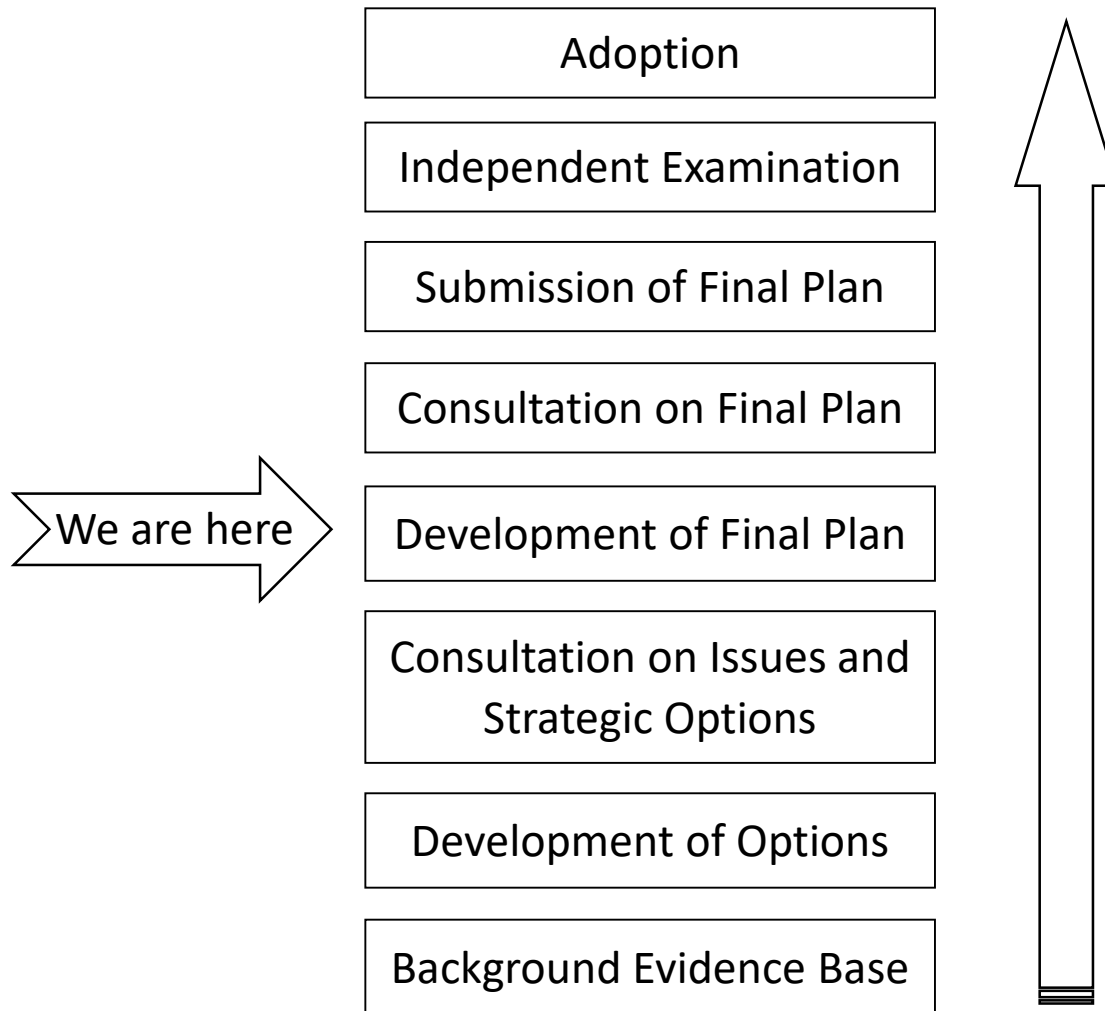 Adoption
Independent Examination
Submission of Final Plan
Consultation on Final Plan
We are here
Development of Final Plan
Consultation on Issues and
Strategic Options
Development of Options
Background Evidence Base